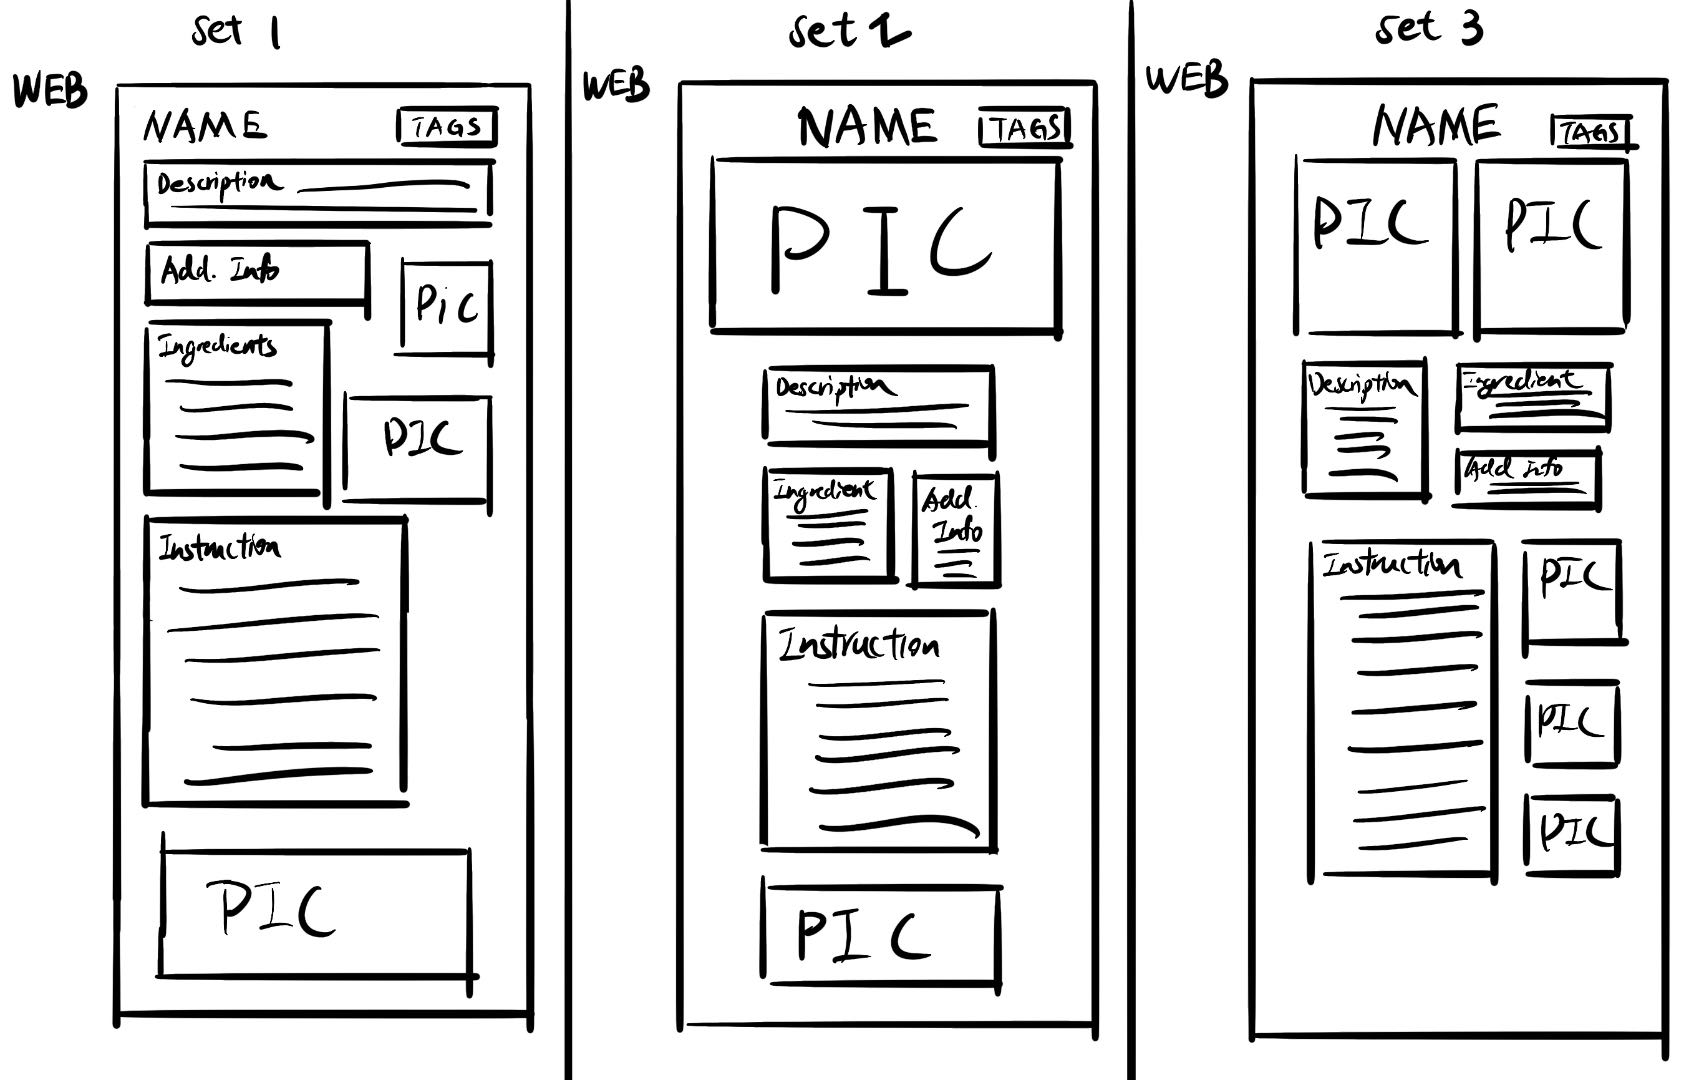 set 1
WEB
NAME
TAGS
Description
Add. Info
Pic
Ingredients
PIC
Instruction
PIC
set 2
WEB
NAME
TAGS
PIC
Description
Ingredient
Add.
Info
Instruction
PIC
set 3
WEB
NAME
TAGS
PIC
PIC
Description
Ingredient
Add Info
Instruction
PIC
PIC
PIC